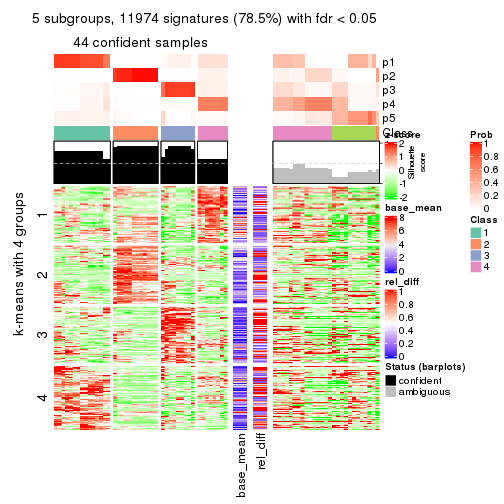 5 subgroups, 11974 signatures (78.5%) with fdr < 0.05
44 confident samples
p1
p2
p3
p4
p5
Class
k-means with 4 groups
1
2
3
4
base_mean
rel_diff
z-score
2
1
0
-1
-2
Silhouette
score
base_mean
8
6
4
2
0
rel_diff
1
0.8
0.6
0.4
0.2
0
Prob
1
0.8
0.6
0.4
0.2
0
Class
1
2
3
4
Status (barplots)
confident
ambiguous